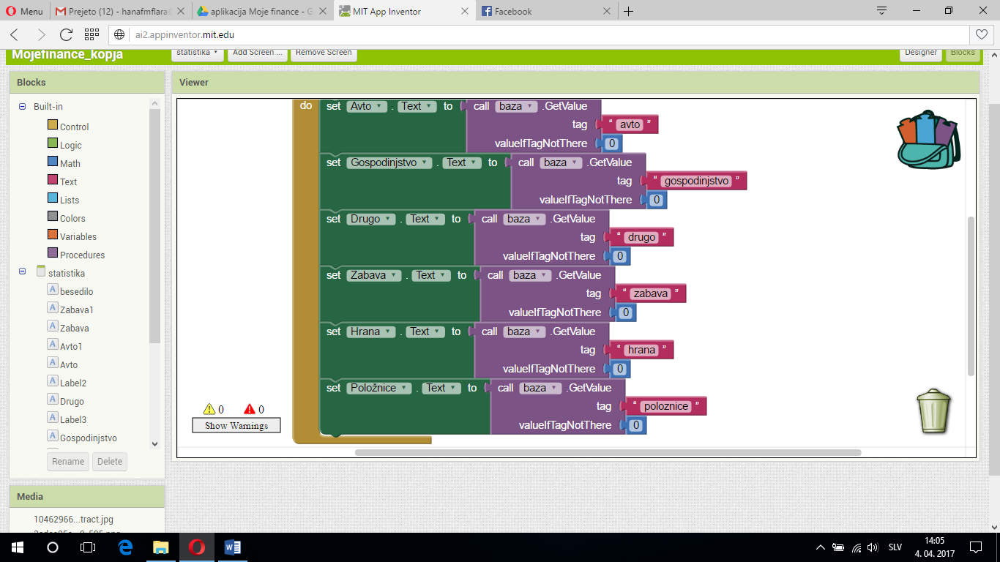 Menu
Prejeto (12) - hanafmflara@
aplikacija Moje finance - G
MIT App Inventor
Facebook
ai2.appinventor.mit.edu
Mojefinance_kopja
statistika
Add Screen ...
Remove Screen
Designer
Blocks
Blocks
Built-in
Control
Logic
Math
Text
Lists
Colors
Variables
Procedures
statistika
besedilo
Zabava1
Zabava
Avto1
Avto
Label2
Drugo
Label3
Gospodinjstvo
Rename
Delete
Media
10462966...tract.jpg
Viewer
do
set Avto . Text to call baza .GetValue
tag “ avto ”
valueIfTagNotThere 0
set Gospodinjstvo . Text to call baza .GetValue
tag “ gospodinjstvo ”
valueIfTagNotThere 0
set Drugo . Text to call baza .GetValue
tag “ drugo ”
valueIfTagNotThere 0
set Zabava . Text to call baza .GetValue
tag “ zabava ”
valueIfTagNotThere 0
set Hrana . Text to call baza .GetValue
tag “ hrana ”
valueIfTagNotThere 0
set Položnice . Text to call baza .GetValue
tag “ poloznice ”
valueIfTagNotThere 0
0 0
Show Warnings
SLV
14:05
4. 04. 2017